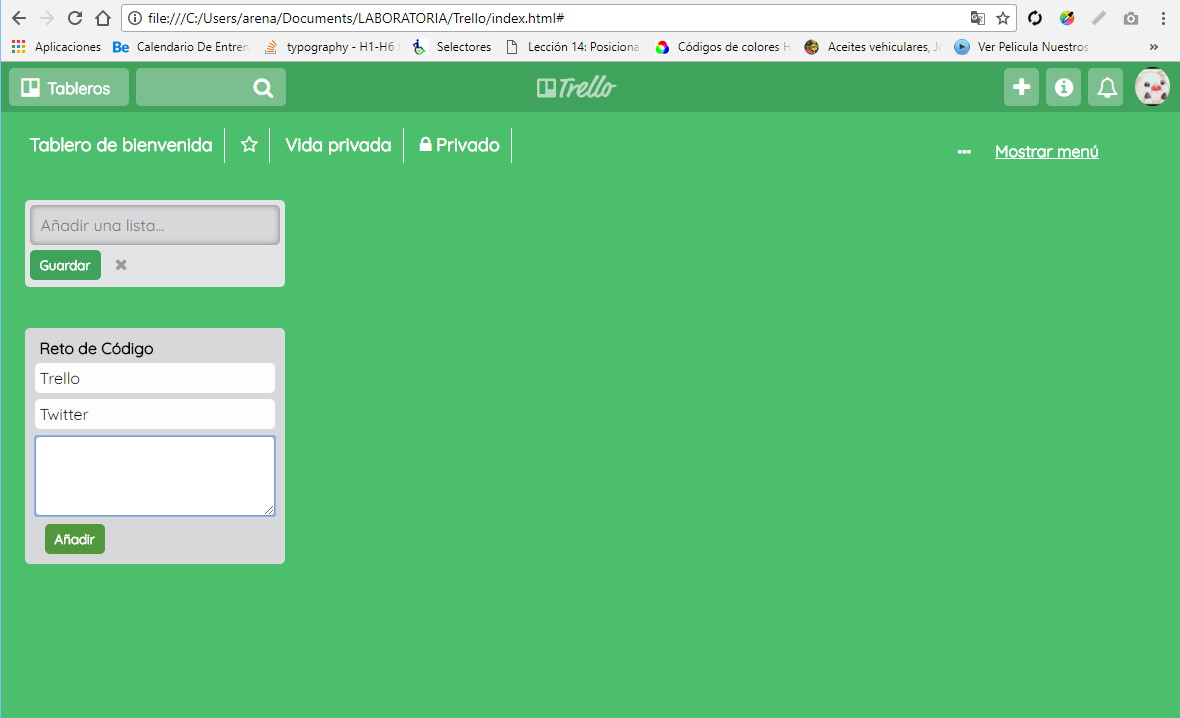 file:///C:/Users/arena/Documents/LABORATORIA/Trello/index.html#
Aplicaciones Be Calendario De Entren typography - H1-H6 Selectores Lección 14: Posiciona Códigos de colores H Aceites vehiculares, Ver Pelicula Nuestros »
Tableros Trello
Tablero de bienvenida Vida privada Privado Mostrar menú
Añadir una lista...
Guardar
Reto de Código
Trello
Twitter
Añadir